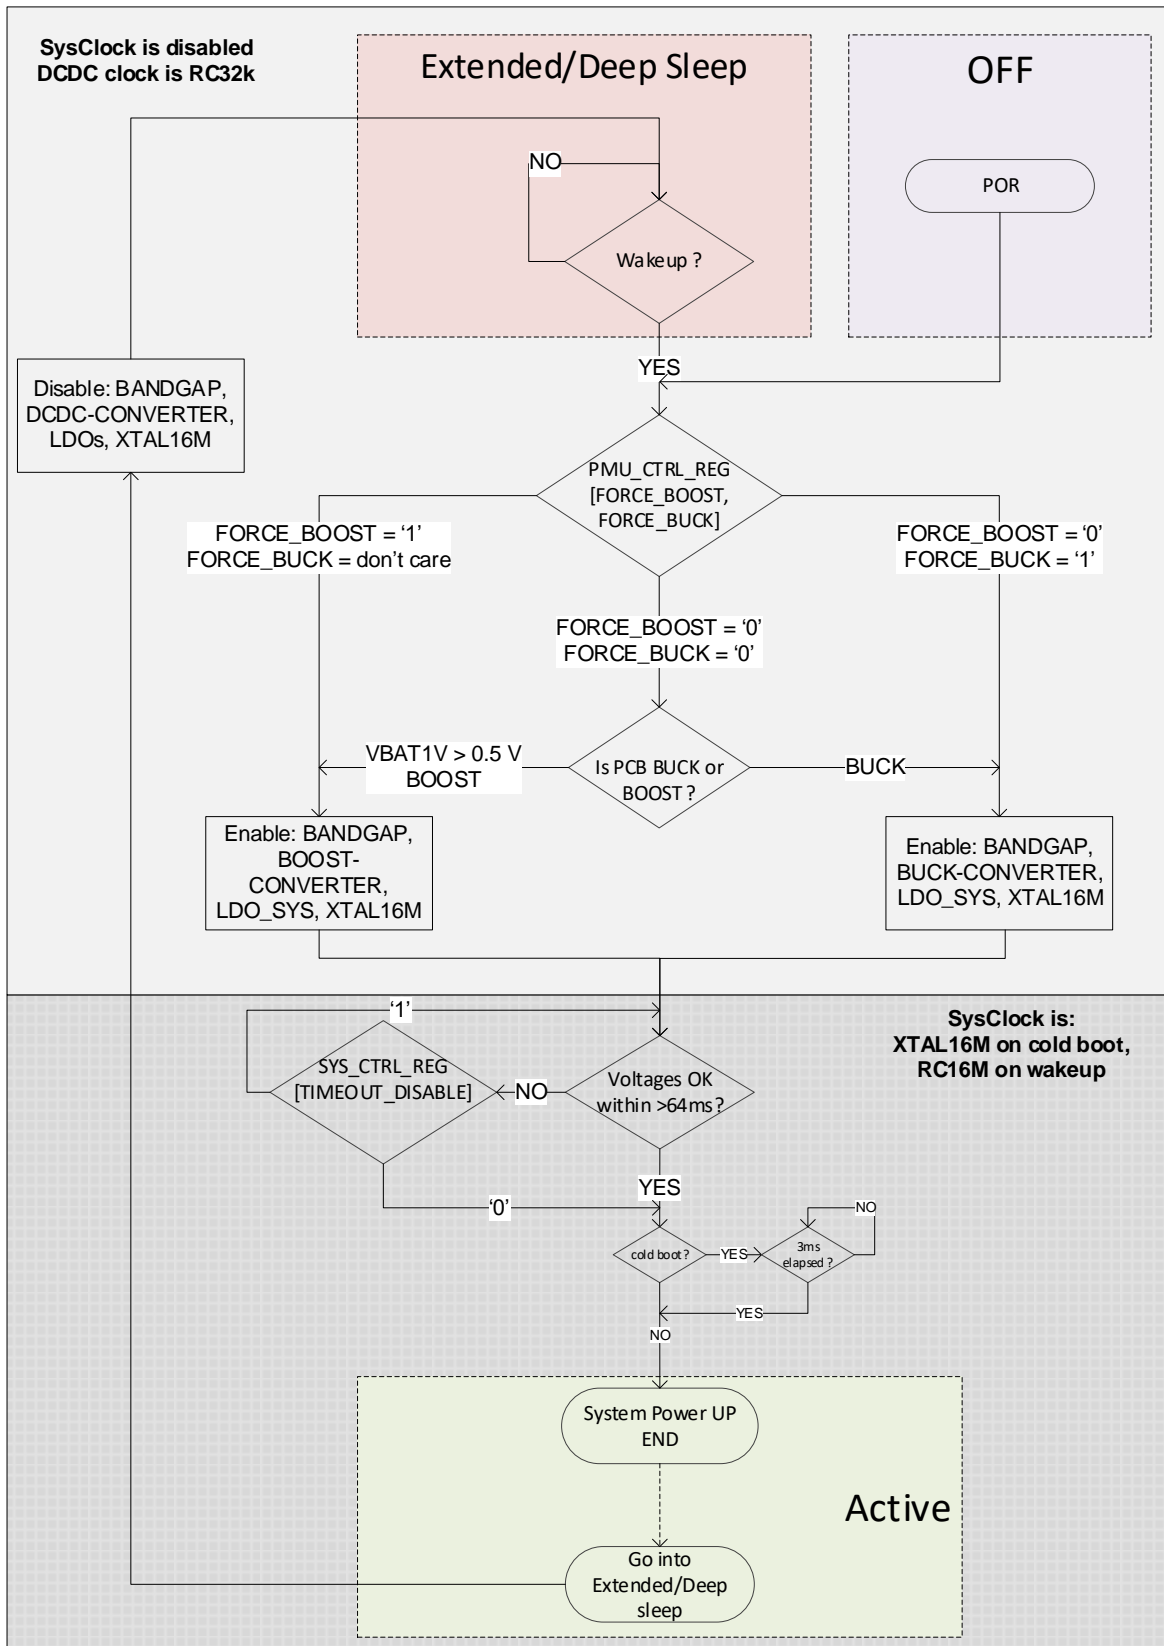 SysClock is disabled
DCDC clock is RC32k
Extended/Deep Sleep
OFF
NO
POR
Wakeup ?
YES
Disable: BANDGAP,
DCDC-CONVERTER,
LDOs, XTAL16M
PMU_CTRL_REG
[FORCE_BOOST,
FORCE_BUCK]
FORCE_BOOST = ‘1’
FORCE_BUCK = don’t care
FORCE_BOOST = ‘0’
FORCE_BUCK = ‘1’
FORCE_BOOST = ‘0’
FORCE_BUCK = ‘0’
VBAT1V > 0.5 V
BOOST
Is PCB BUCK or
BOOST ?
BUCK
Enable: BANDGAP,
BOOST-
CONVERTER,
LDO_SYS, XTAL16M
Enable: BANDGAP,
BUCK-CONVERTER,
LDO_SYS, XTAL16M
‘1’
SysClock is:
XTAL16M on cold boot,
RC16M on wakeup
SYS_CTRL_REG
[TIMEOUT_DISABLE]
NO
Voltages OK
within >64ms?
YES
‘0’
NO
cold boot ?
YES
3ms
elapsed ?
YES
NO
System Power UP
END
Active
Go into
Extended/Deep
sleep